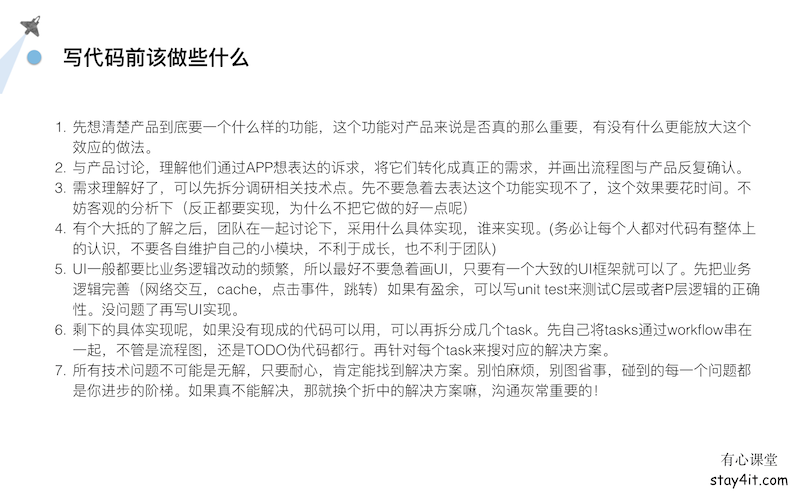 写代码前该做些什么
1. 先想清楚产品到底要一个什么样的功能，这个功能对产品来说是否真的那么重要，有没有什么更能放大这个
效应的做法。
2. 与产品讨论，理解他们通过APP想表达的诉求，将它们转化成真正的需求，并画出流程图与产品反复确认。
3. 需求理解好了，可以先拆分调研相关技术点。先不要急着去表达这个功能实现不了，这个效果要花时间。不
妨客观的分析下（反正都要实现，为什么不把它做的好一点呢）
4. 有个大抵的了解之后，团队在一起讨论下，采用什么具体实现，谁来实现。(务必让每个人都对代码有整体上
的认识，不要各自维护自己的小模块，不利于成长，也不利于团队)
5. UI一般都要比业务逻辑改动的频繁，所以最好不要急着画UI，只要有一个大致的UI框架就可以了。先把业务
逻辑完善（网络交互，cache，点击事件，跳转）如果有盈余，可以写unit test来测试C层或者P层逻辑的正确
性。没问题了再写UI实现。
6. 剩下的具体实现呢，如果没有现成的代码可以用，可以再拆分成几个task。先自己将tasks通过workflow串在
一起，不管是流程图，还是TODO伪代码都行。再针对每个task来搜对应的解决方案。
7. 所有技术问题不可能是无解，只要耐心，肯定能找到解决方案。别怕麻烦，别图省事，碰到的每一个问题都
是你进步的阶梯。如果真不能解决，那就换个折中的解决方案嘛，沟通灰常重要的！
有心课堂
stay4it.com